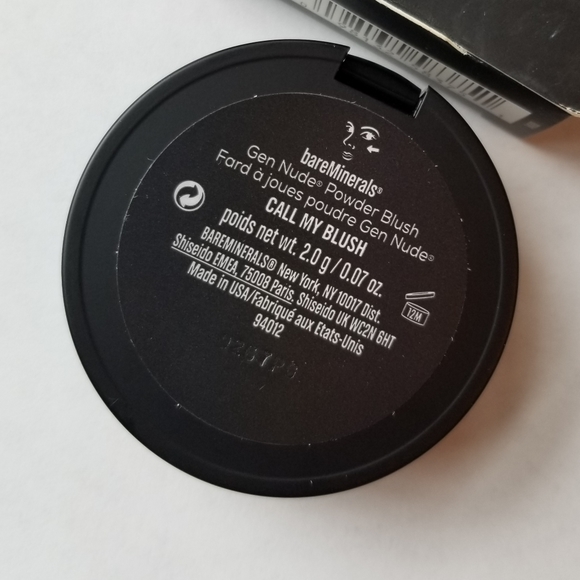 bareMinerals®
Gen Nude® Powder Blush
Fard à joues poudre Gen Nude®
CALL MY BLUSH
poids net wt. 2.0 g / 0.07 oz.
BAREMINERALS® New York, NY 10017 Dist.
Shiseido EMEA, 75008 Paris, Shiseido UK WC2N 6HT
Made in USA/Fabriqué aux Etats-Unis
94012
12M